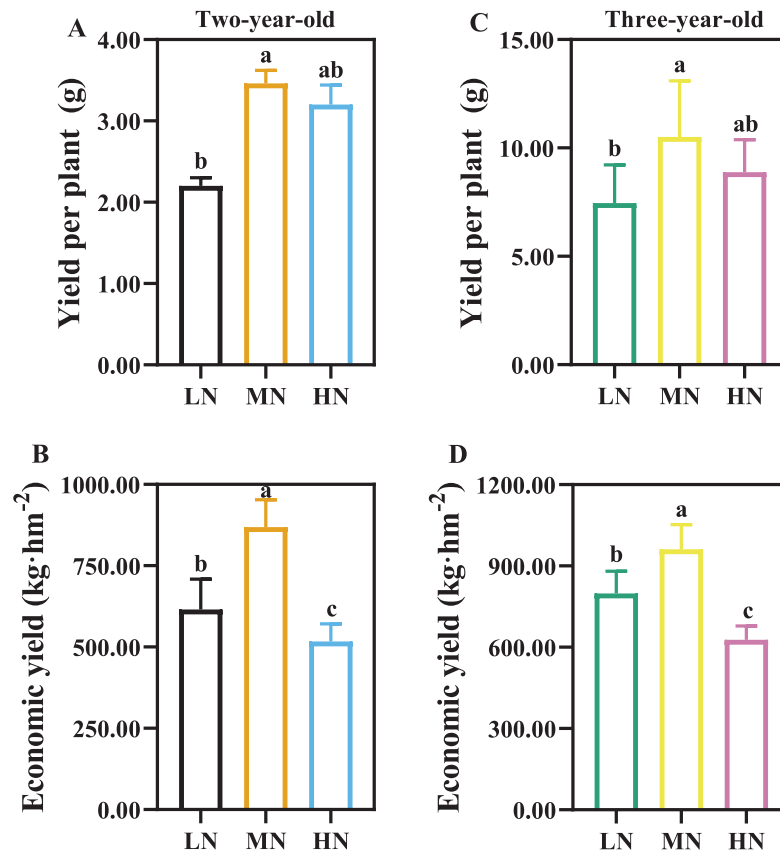 A
Two-year-old
Yield per plant (g)
4.00
3.00
2.00
1.00
0.00
b
a
ab
LN MN HN
C
Three-year-old
Yield per plant (g)
15.00
10.00
5.00
0.00
b
a
ab
LN MN HN
B
Economic yield (kg·hm⁻²)
1000.00
750.00
500.00
250.00
0.00
b
a
c
LN MN HN
D
Economic yield (kg·hm⁻²)
1200.00
900.00
600.00
300.00
0.00
b
a
c
LN MN HN